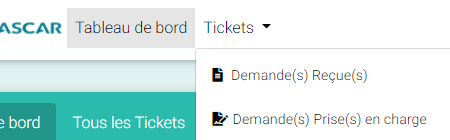 ASCAR Tableau de bord Tickets
Demande(s) Reçue(s)
Demande(s) Prise(s) en charge
e bord Tous les Tickets